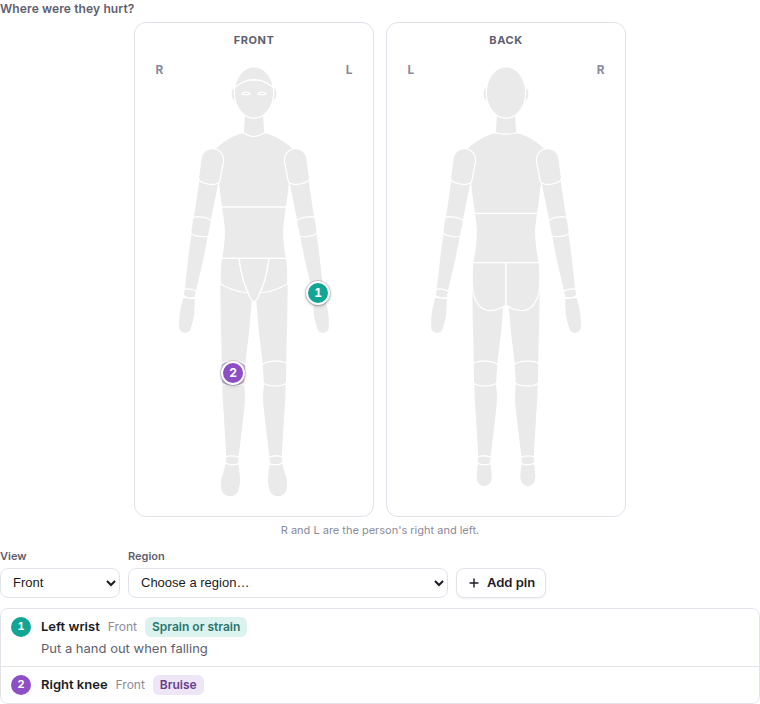 Where were they hurt?
FRONT
BACK
R
L
L
R
1
2
R and L are the person's right and left.
View
Region
Front
Choose a region…
+ Add pin
1 Left wrist Front Sprain or strain
Put a hand out when falling
2 Right knee Front Bruise